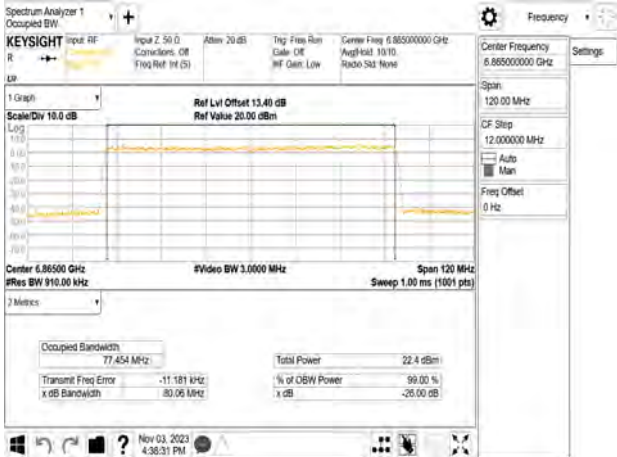 Spectrum Analyzer 1
Occupied BW
+
KEYSIGHT Input: RF
R
Input Z: 50 Ω
Corrections: Off
Freq Ref: Int (S)
Atten: 20 dB
Trig: Free Run
Gate: Off
#IF Gain: Low
Center Freq: 6.865000000 GHz
Avg|Hold: 10/10
Radio Std: None
1 Graph
Scale/Div 10.0 dB
Ref Lvl Offset 13.40 dB
Ref Value 20.00 dBm
Log
10.0
0.00
Center 6.86500 GHz
#Res BW 910.00 kHz
#Video BW 3.0000 MHz
Span 120 MHz
Sweep 1.00 ms (1001 pts)
2 Metrics
Occupied Bandwidth
77.454 MHz
Total Power 22.4 dBm
Transmit Freq Error -11.181 kHz
% of OBW Power 99.00 %
x dB Bandwidth 80.06 MHz
x dB -26.00 dB
Nov 03, 2023
4:36:31 PM
Frequency
Settings
Center Frequency
6.865000000 GHz
Span
120.00 MHz
CF Step
12.000000 MHz
Auto
Man
Freq Offset
0 Hz